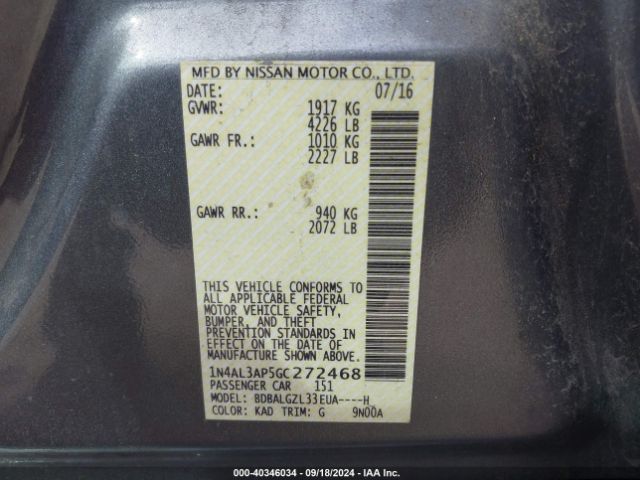 MFD BY NISSAN MOTOR CO., LTD.
DATE: 07/16
GVWR: 1917 KG
4226 LB
GAWR FR.: 1010 KG
2227 LB
GAWR RR.: 940 KG
2072 LB
THIS VEHICLE CONFORMS TO
ALL APPLICABLE FEDERAL
MOTOR VEHICLE SAFETY,
BUMPER, AND THEFT
PREVENTION STANDARDS IN
EFFECT ON THE DATE OF
MANUFACTURE SHOWN ABOVE.
1N4AL3AP5GC272468
PASSENGER CAR 151
MODEL: BDBALGZL33EUA----H
COLOR: KAD TRIM: G 9N00A
000-40346034 - 09/18/2024 - IAA Inc.